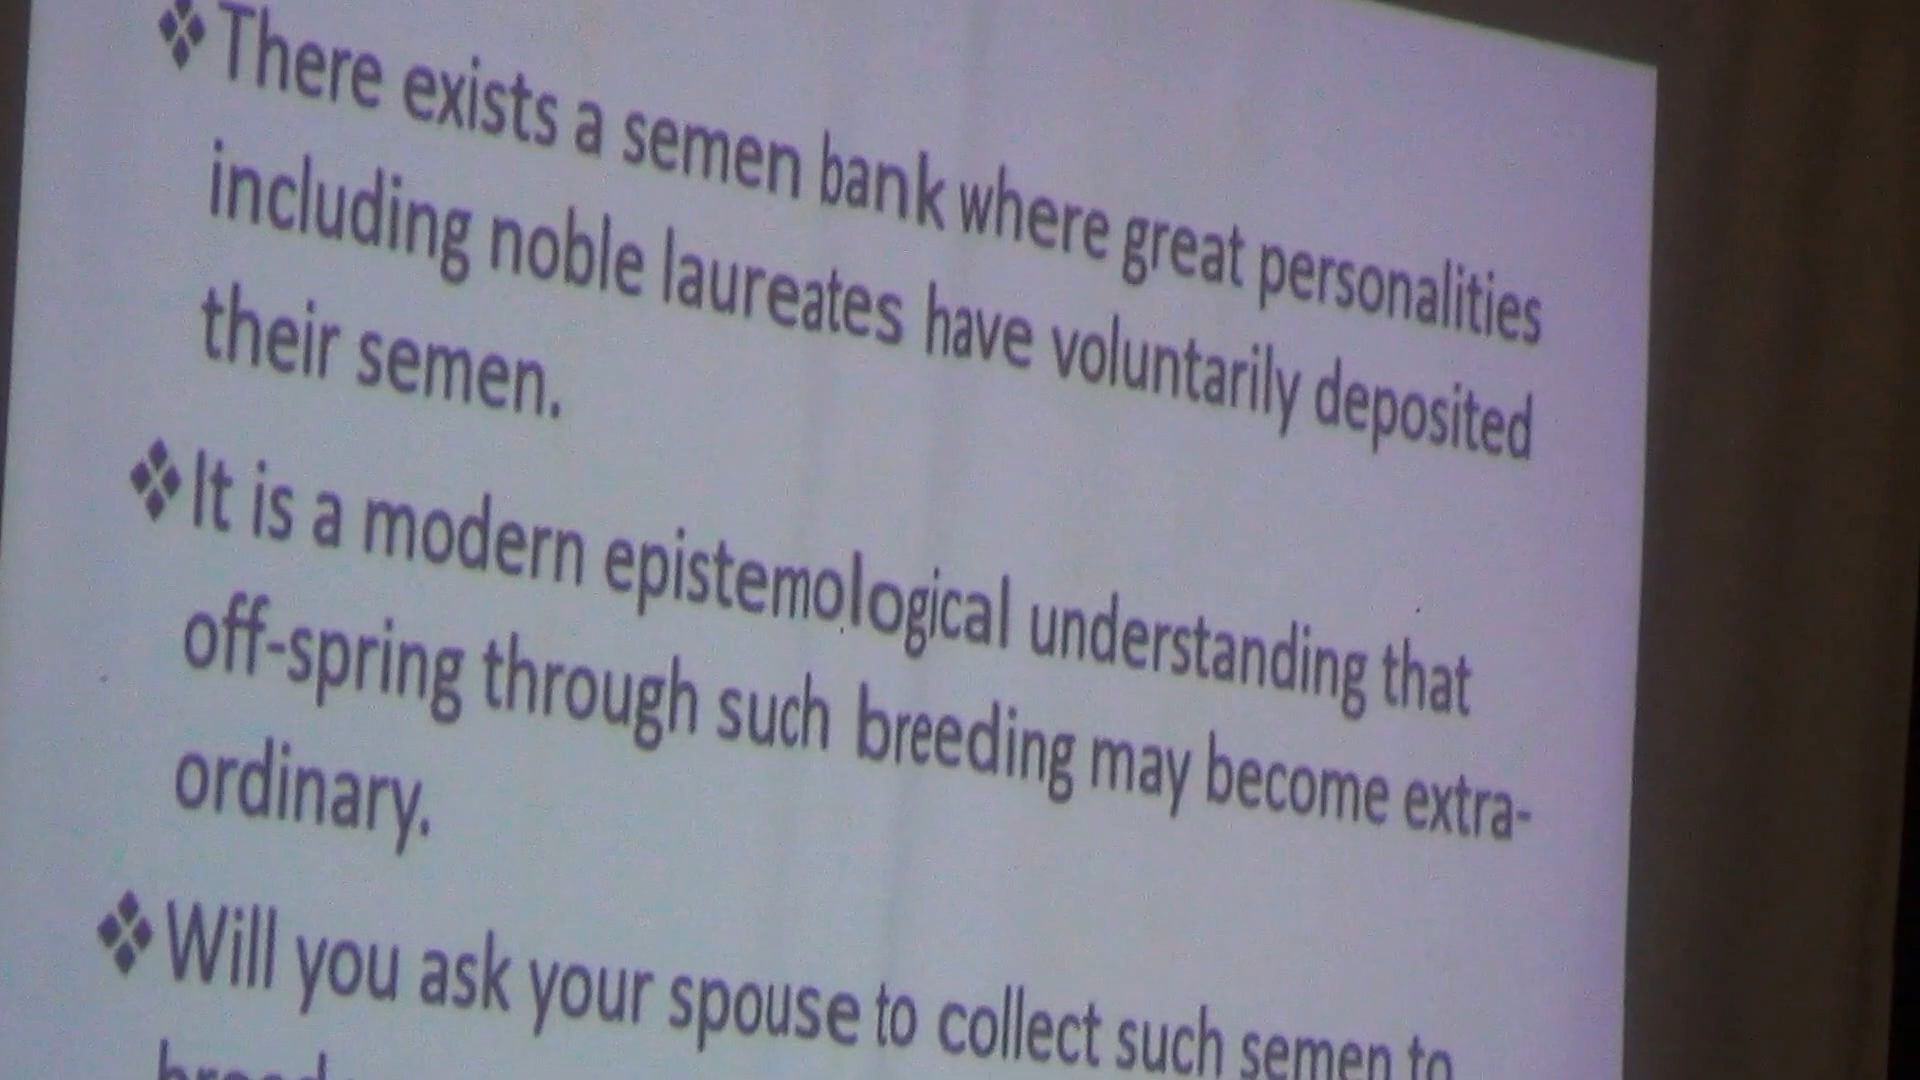 ❖There exists a semen bank where great personalities
including noble laureates have voluntarily deposited
their semen.
❖It is a modern epistemological understanding that
off-spring through such breeding may become extra-
ordinary.
❖Will you ask your spouse to collect such semen to